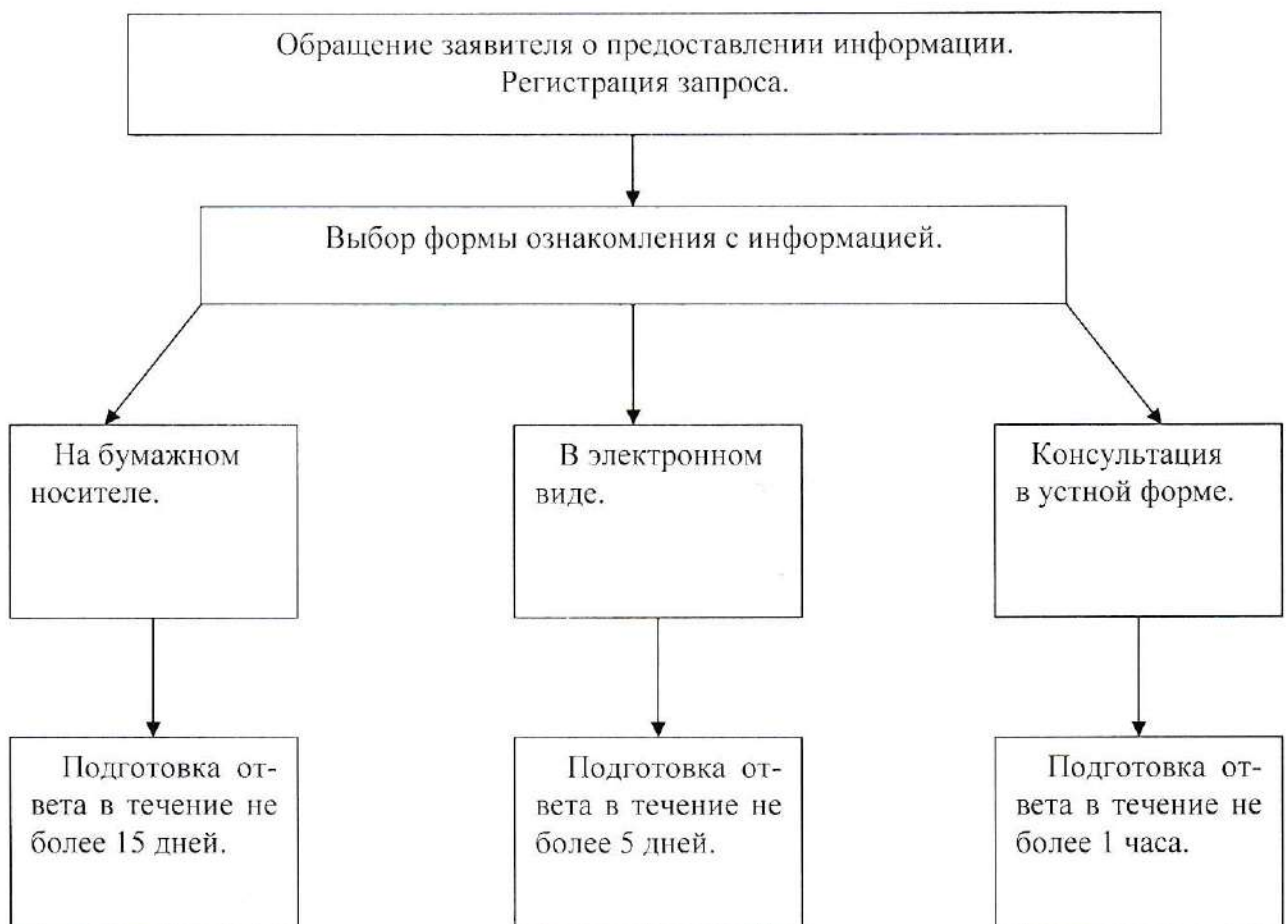 Обращение заявителя о предоставлении информации.
Регистрация запроса.
Выбор формы ознакомления с информацией.
На бумажном
носителе.
В электронном
виде.
Консультация
в устной форме.
Подготовка от-
вета в течение не
более 15 дней.
Подготовка от-
вета в течение не
более 5 дней.
Подготовка от-
вета в течение не
более 1 часа.